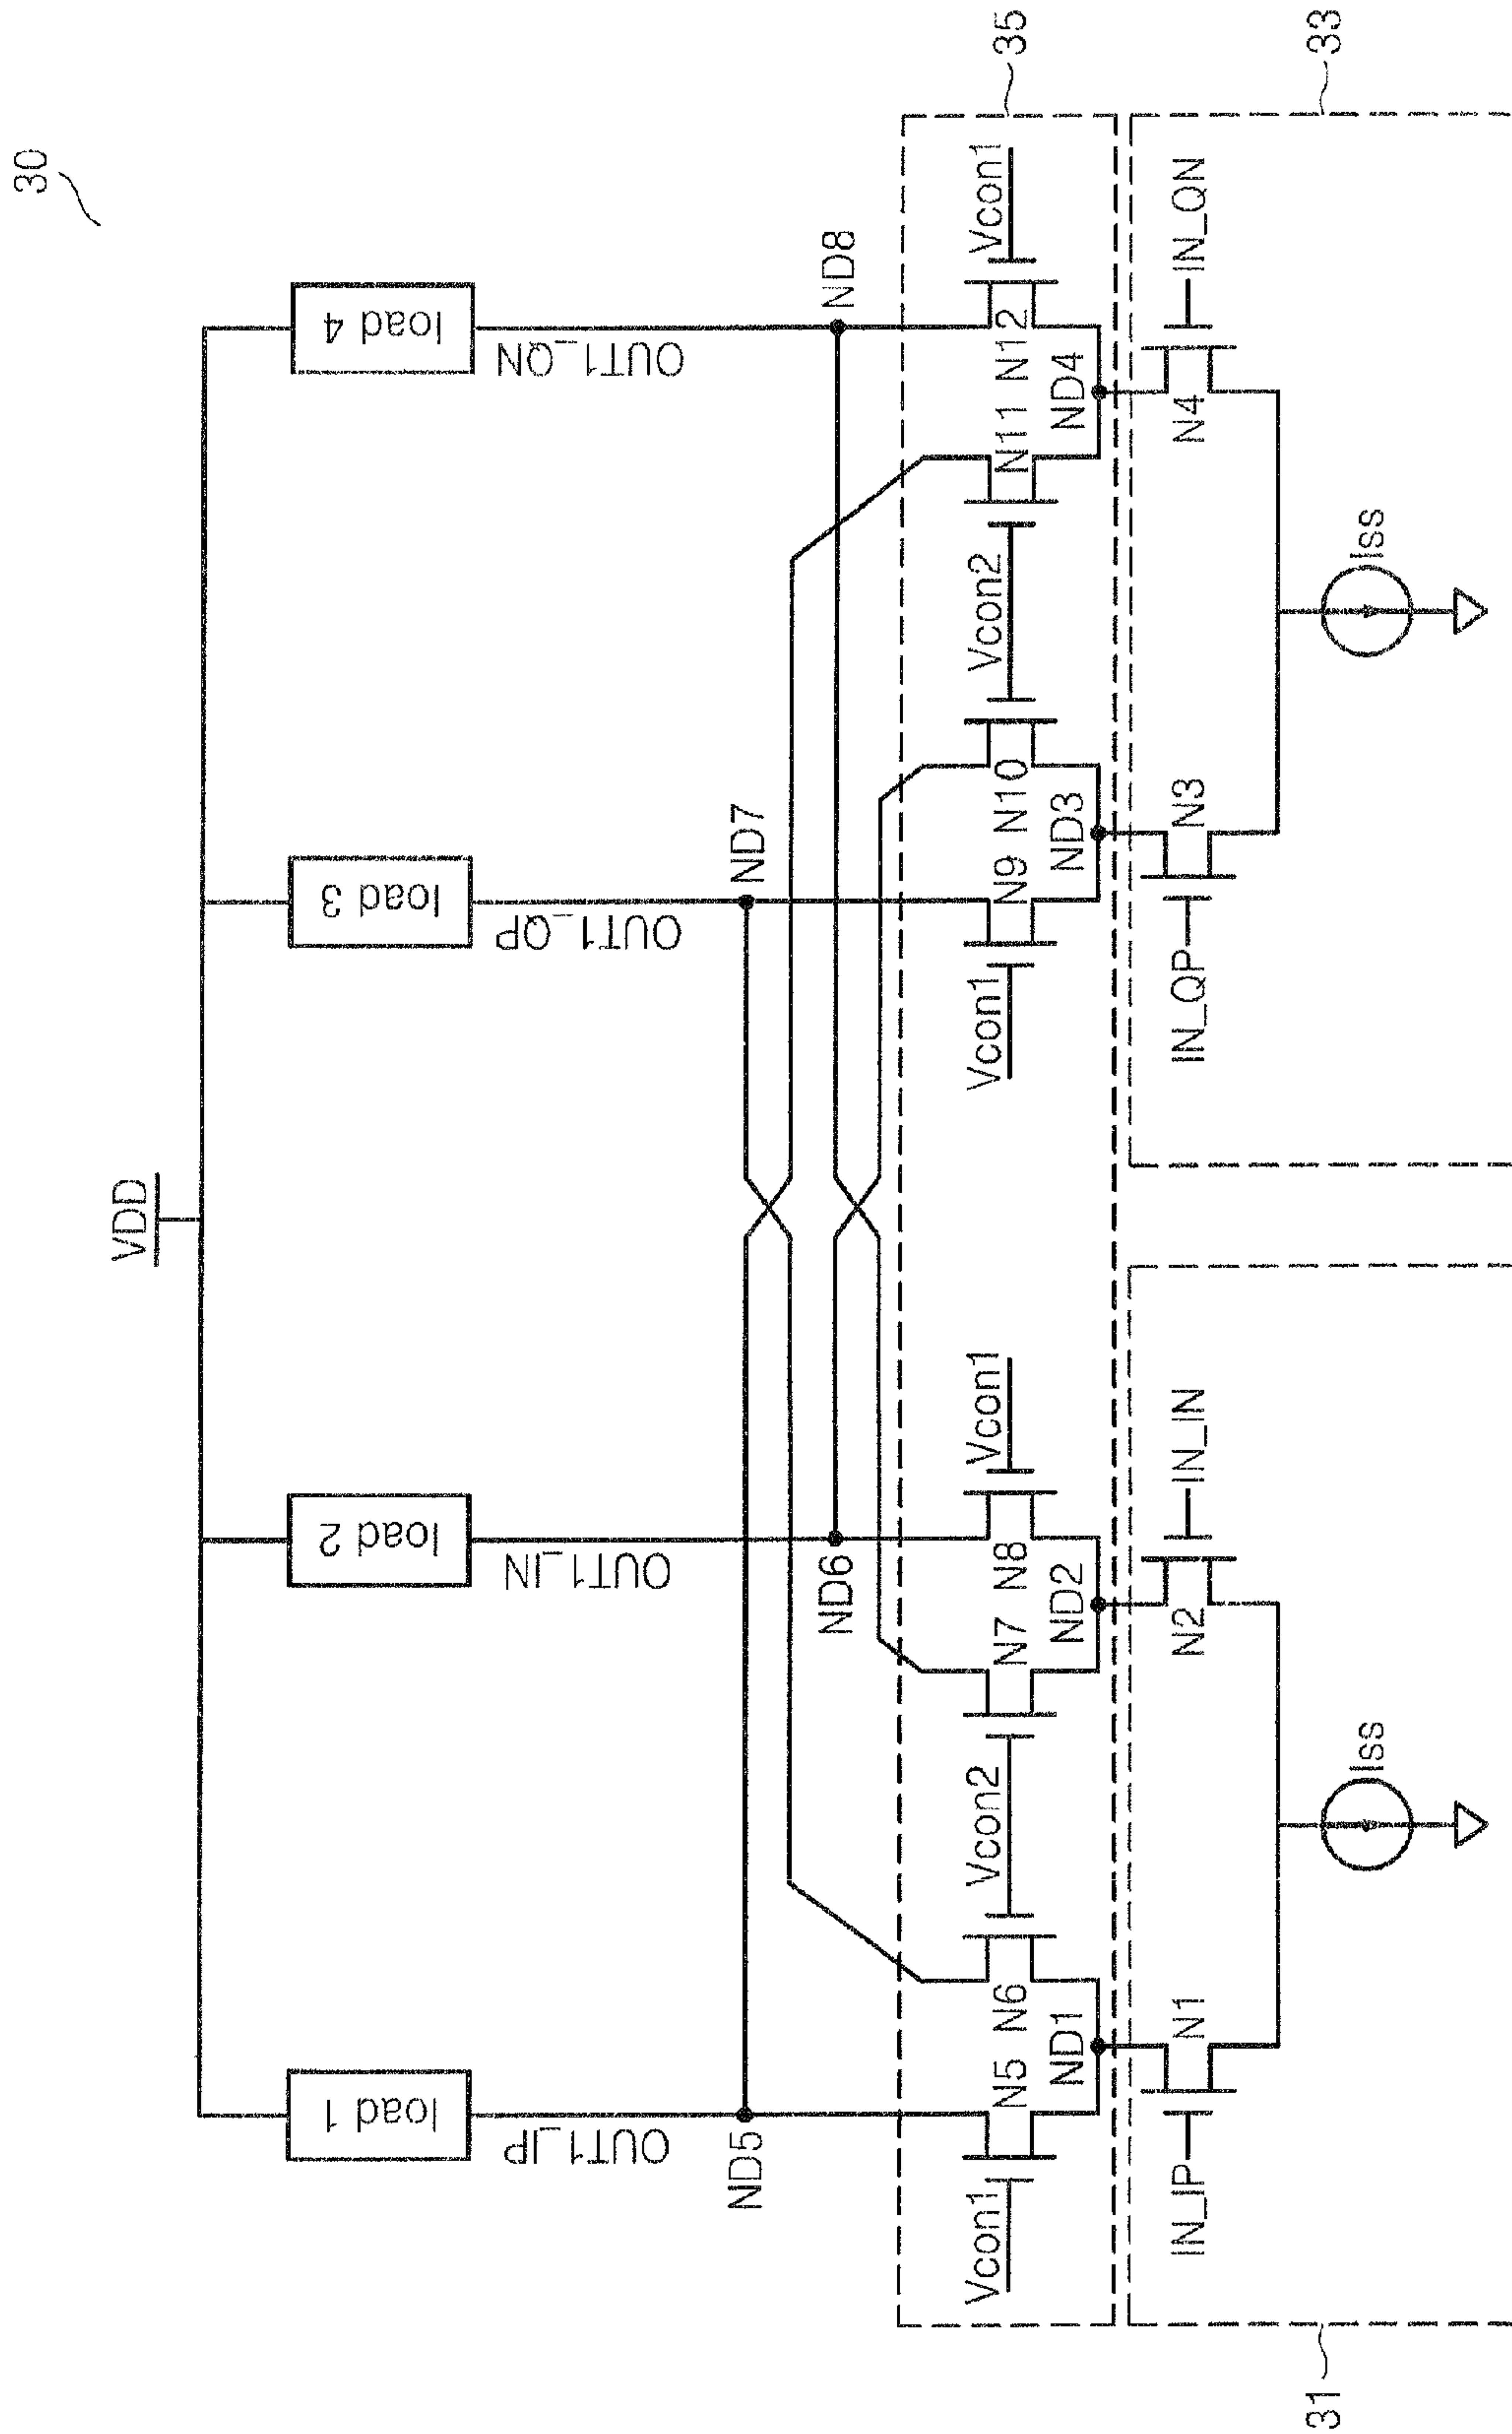 30
VDD
load 1
load 2
load 3
load 4
OUT1_IP
OUT1_IN
OUT1_QP
OUT1_QN
ND5
ND6
ND7
ND8
35
Vcon1
N5
N6
Vcon2
N7
N8
Vcon1
Vcon1
N9
N10
Vcon2
N11
N12
Vcon1
ND1
ND2
ND3
ND4
31
IN_IP
N1
N2
IN_IN
IN_QP
N3
N4
IN_QN
33
Iss
Iss